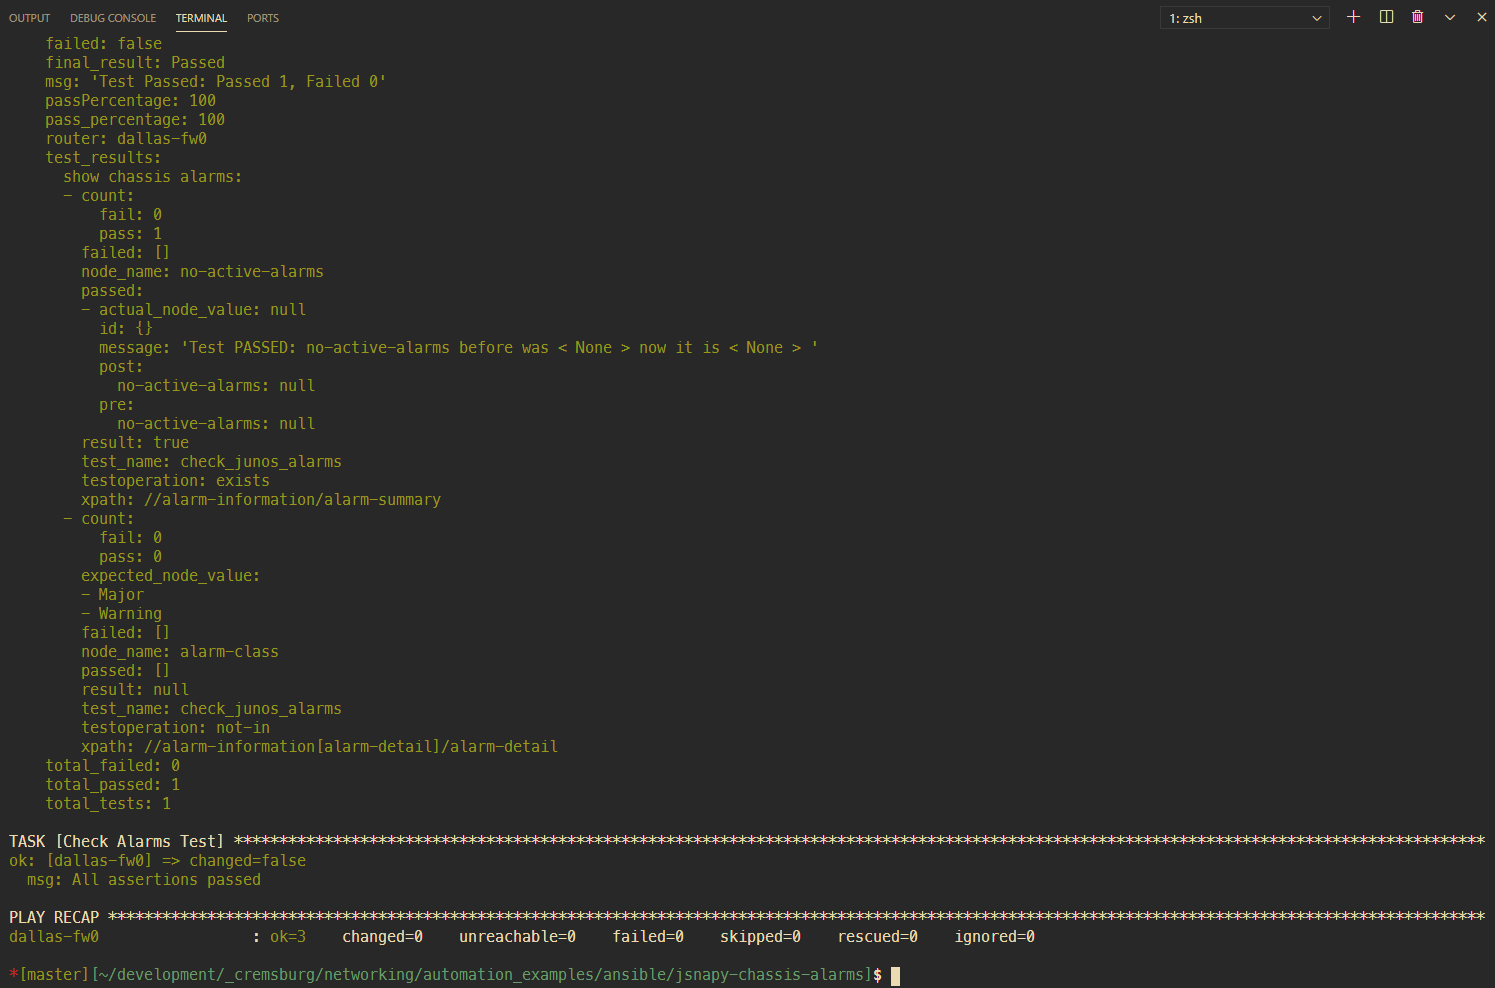 OUTPUT DEBUG CONSOLE TERMINAL PORTS 1: zsh
failed: false
final_result: Passed
msg: 'Test Passed: Passed 1, Failed 0'
passPercentage: 100
pass_percentage: 100
router: dallas-fw0
test_results:
show chassis alarms:
- count:
fail: 0
pass: 1
failed: []
node_name: no-active-alarms
passed:
- actual_node_value: null
id: {}
message: 'Test PASSED: no-active-alarms before was < None > now it is < None > '
post:
no-active-alarms: null
pre:
no-active-alarms: null
result: true
test_name: check_junos_alarms
testoperation: exists
xpath: //alarm-information/alarm-summary
- count:
fail: 0
pass: 0
expected_node_value:
- Major
- Warning
failed: []
node_name: alarm-class
passed: []
result: null
test_name: check_junos_alarms
testoperation: not-in
xpath: //alarm-information[alarm-detail]/alarm-detail
total_failed: 0
total_passed: 1
total_tests: 1
TASK [Check Alarms Test] *******************************************************************************************************************************************
ok: [dallas-fw0] => changed=false
msg: All assertions passed
PLAY RECAP *********************************************************************************************************************************************************
dallas-fw0 : ok=3 changed=0 unreachable=0 failed=0 skipped=0 rescued=0 ignored=0
*[master][~/development/_cremsburg/networking/automation_examples/ansible/jsnapy-chassis-alarms]$